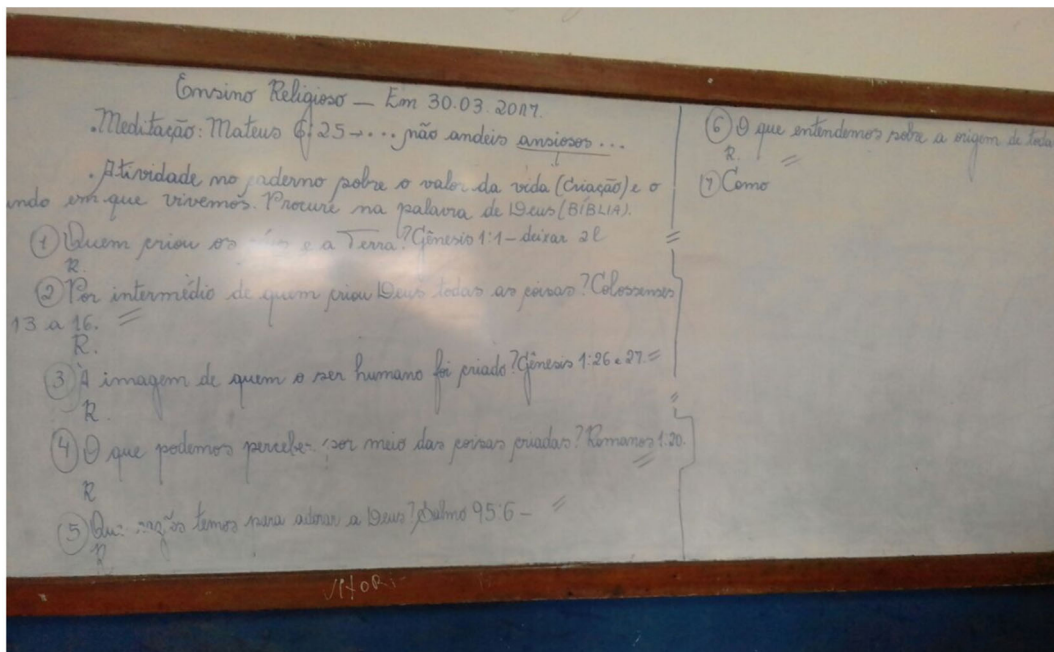 Ensino Religioso — Em 30.03.2017.
.Meditação: Mateus 6:25→... não andeis ansiosos ...
. Atividade no caderno sobre o valor da vida (criação) e o
ndo em que vivemos. Procure na palavra de Deus (BÍBLIA).
① Quem criou os céus e a Terra? Gênesis 1:1 – deixar 2l =
R.
② Por intermédio de quem criou Deus todas as coisas? Colossenses
13 a 16. =
R.
③ À imagem de quem o ser humano foi criado? Gênesis 1:26 e 27. =
R.
④ O que podemos perceber por meio das coisas criadas? Romanos 1:20.
=
R
⑤ temos para adorar a Deus? Salmo 95:6 – =
R.
⑥ O que entendemos sobre a origem de toda
R. =
⑦ Como
VITORI